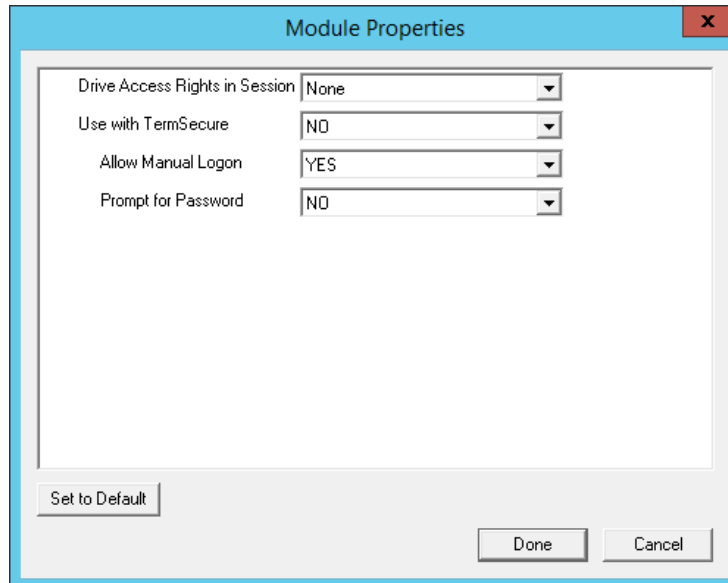 Module Properties
x
Drive Access Rights in Session None
Use with TermSecure NO
Allow Manual Logon YES
Prompt for Password NO
Set to Default
Done Cancel